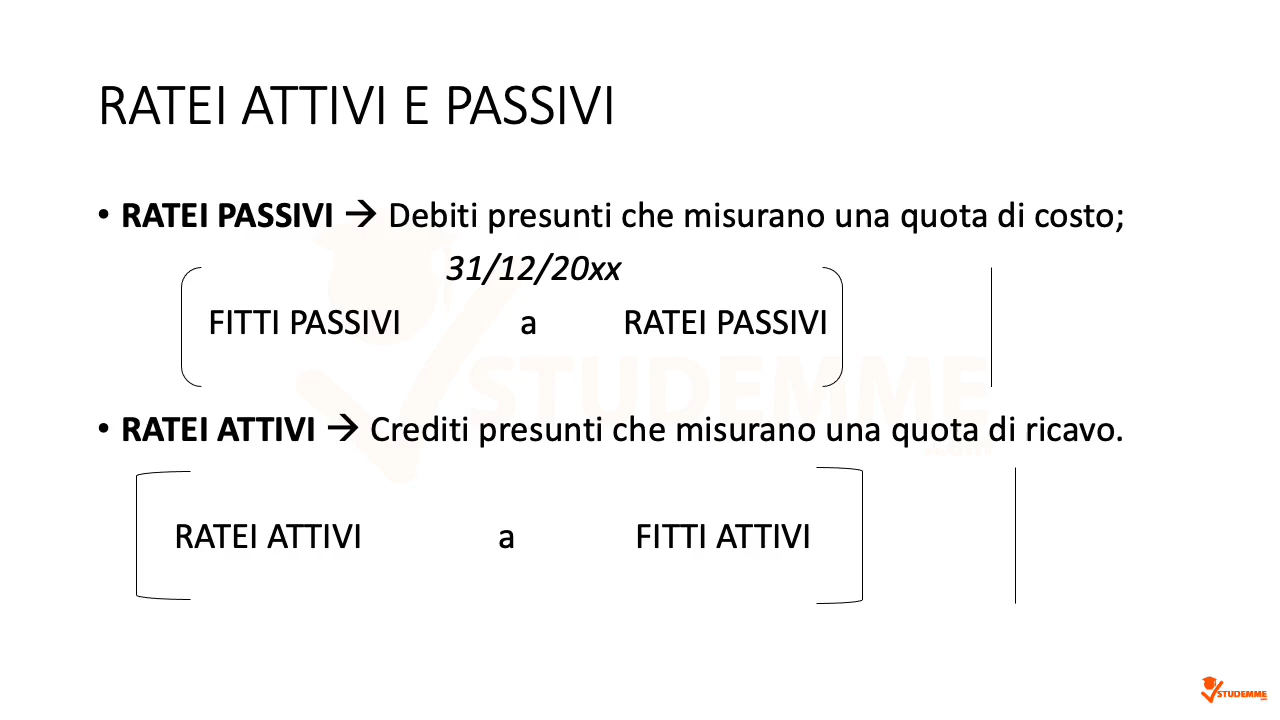 RATEI ATTIVI E PASSIVI
• RATEI PASSIVI → Debiti presunti che misurano una quota di costo;
31/12/20xx
FITTI PASSIVI a RATEI PASSIVI
STUDEMME
• RATEI ATTIVI → Crediti presunti che misurano una quota di ricavo.
RATEI ATTIVI a FITTI ATTIVI
STUDEMME